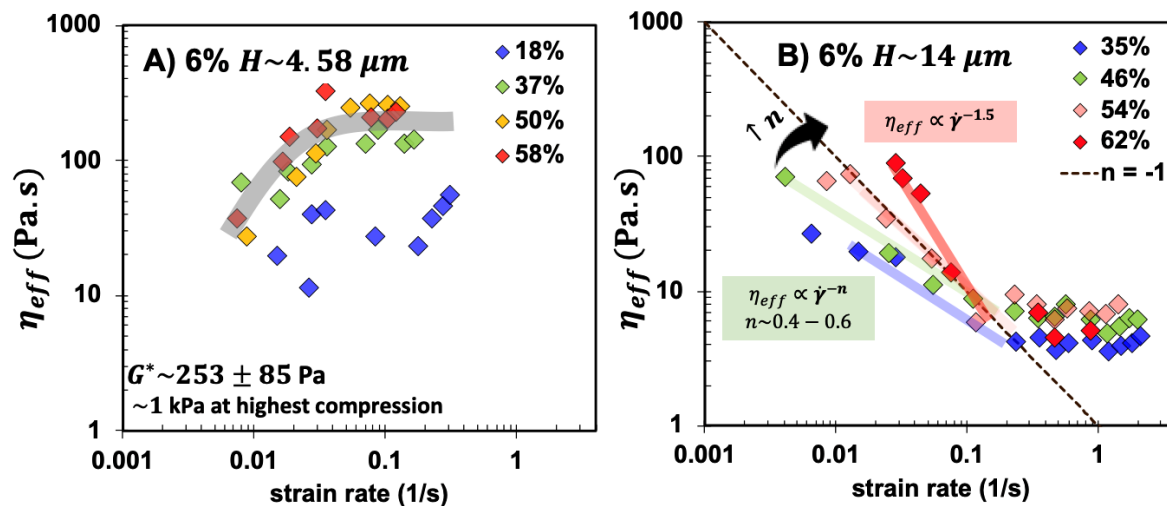 A) 6% H~4.58 μm
18%
37%
50%
58%
G*~253 ± 85 Pa
~1 kPa at highest compression
1000
100
10
1
0.001
0.01
0.1
1
η_eff (Pa.s)
strain rate (1/s)
B) 6% H~14 μm
35%
46%
54%
62%
n = -1
↑ n
η_eff ∝ γ̇^-1.5
η_eff ∝ γ̇^-n
n~0.4 − 0.6
1000
100
10
1
0.001
0.01
0.1
1
η_eff (Pa.s)
strain rate (1/s)